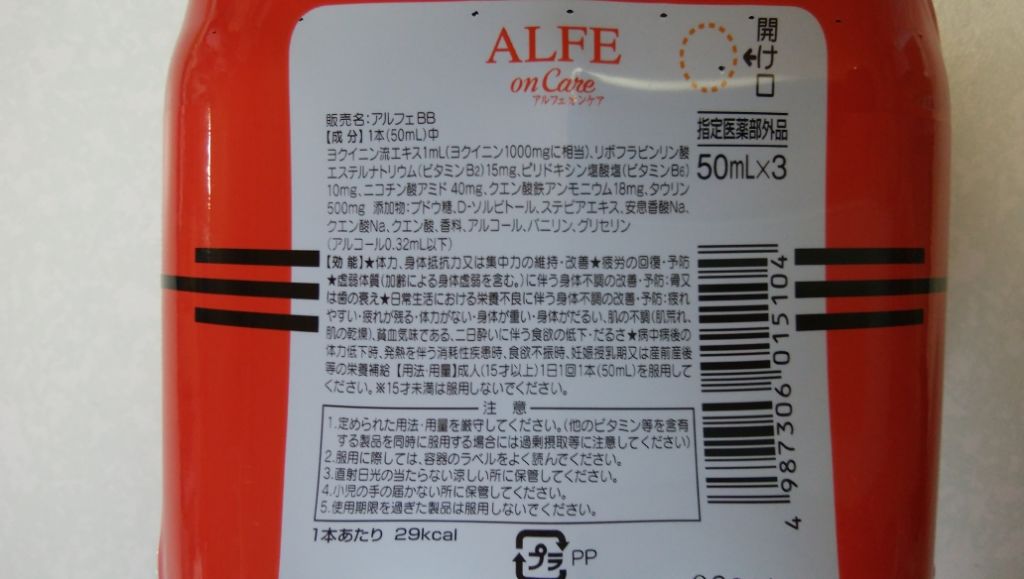 ALFE
on Care
アルフェオンケア
開け口
指定医薬部外品
50mL×3
販売名:アルフェBB
【成分】1本(50mL)中
ヨクイニン流エキス1mL(ヨクイニン1000mgに相当)、リボフラビンリン酸
エステルナトリウム(ビタミンB2)15mg、ピリドキシン塩酸塩(ビタミンB6)
10mg、ニコチン酸アミド 40mg、クエン酸鉄アンモニウム18mg、タウリン
500mg 添加物:ブドウ糖、D-ソルビトール、ステビアエキス、安息香酸Na、
クエン酸Na、クエン酸、香料、アルコール、バニリン、グリセリン
(アルコール0.32mL以下)
【効能】★体力、身体抵抗力又は集中力の維持・改善★疲労の回復・予防
★虚弱体質(加齢による身体虚弱を含む。)に伴う身体不調の改善・予防:骨又
は歯の衰え★日常生活における栄養不良に伴う身体不調の改善・予防:疲れ
やすい・疲れが残る・体力がない・身体が重い・身体がだるい、肌の不調(肌荒れ、
肌の乾燥)、貧血気味である、二日酔いに伴う食欲の低下・だるさ★病中病後の
体力低下時、発熱を伴う消耗性疾患時、食欲不振時、妊娠授乳期又は産前産後
等の栄養補給 【用法・用量】成人(15才以上)1日1回1本(50mL)を服用して
ください。※15才未満は服用しないでください。
注意
1.定められた用法・用量を厳守してください。(他のビタミン等を含有
する製品を同時に服用する場合には過剰摂取等に注意してください)
2.服用に際しては、容器のラベルをよく読んでください。
3.直射日光の当たらない涼しい所に保管してください。
4.小児の手の届かない所に保管してください。
5.使用期限を過ぎた製品は服用しないでください。
1本あたり 29kcal
プラ PP
4 987306 015104